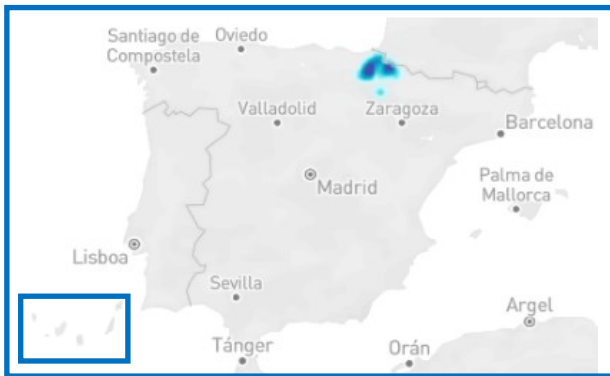 Santiago de
Compostela
Oviedo
Valladolid
Zaragoza
Barcelona
Madrid
Palma de
Mallorca
Lisboa
Sevilla
Argel
Tánger
Orán